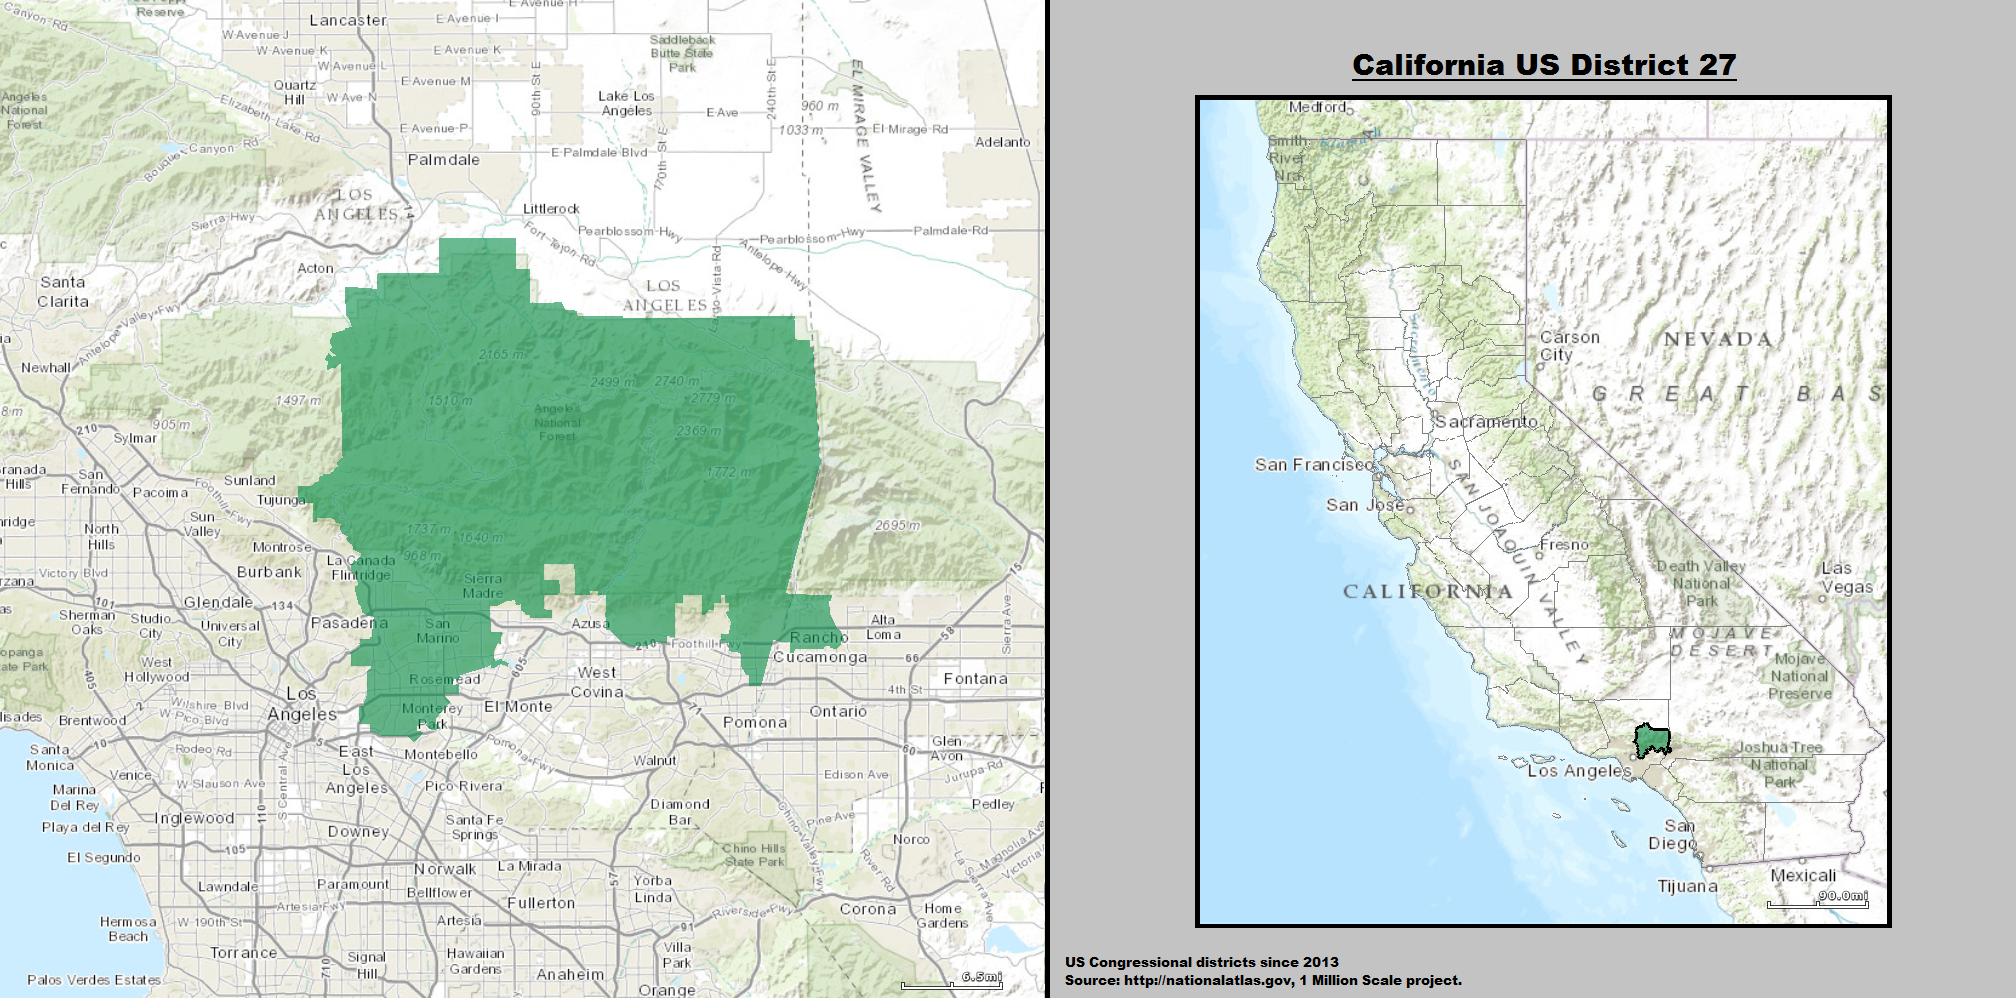 California US District 27
Reserve
Lancaster
E Avenue H
E Avenue I
W Avenue J
W Avenue K
E Avenue K
W Avenue L
E Avenue M
Quartz
Hill
W Ave N
E Avenue P
Saddleback
Butte State
Park
Lake Los
Angeles
E Ave
90th St E
170th St E
240th St E
960 m
1033 m
EL MIRAGE VALLEY
El Mirage Rd
Adelanto
Angeles
National
Forest
Elizabeth Lake Rd
Bouquet Canyon Rd
Palmdale
E Palmdale Blvd
LOS
ANGELES
14
Sierra Hwy
Littlerock
Fort Tejon Rd
Pearblossom Hwy
Pearblossom Hwy
Palmdale Rd
Antelope Hwy
Largo Vista Rd
Acton
Santa
Clarita
Antelope Valley Fwy
LOS
ANGELES
Newhall
2165 m
2499 m
2740 m
2779 m
1497 m
1510 m
Angeles
National
Forest
905 m
2369 m
210
Sylmar
1772 m
Granada
Hills
San
Fernando
Pacoima
Sunland
Tujunga
Foothill Fwy
Sun
Valley
North
Hills
Montrose
1737 m
1640 m
968 m
2695 m
La Canada
Flintridge
Victory Blvd
Burbank
Sierra
Madre
15
101
Sherman
Oaks
Studio
City
Glendale
134
Universal
City
Pasadena
San
Marino
Azusa
210
Foothill Fwy
Alta
Loma
Rancho
Cucamonga
58
Sierra Ave
West
Hollywood
405
Rosemead
605
West
Covina
66
4th St
Fontana
Los
Angeles
Wilshire Blvd
W Pico Blvd
2
Brentwood
Monterey
Park
El Monte
71
Pomona
Ontario
Santa
Monica
10
Rodeo Rd
5
East
Los
Angeles
Montebello
Pomona Fwy
Walnut
60
Glen
Avon
Venice
W Slauson Ave
S Central Ave
Pico Rivera
Edison Ave
Jurupa Rd
Marina
Del Rey
Playa del Rey
Inglewood
110
Downey
Santa Fe
Springs
Diamond
Bar
Chino Valley Fwy
Pine Ave
Pedley
Norco
El Segundo
105
Norwalk
La Mirada
Chino Hills
State Park
River Rd
La Sierra Ave
Magnolia Ave
Lawndale
Paramount
Bellflower
57
Yorba
Linda
Artesia Fwy
Artesia
Fullerton
Riverside Fwy
Corona
Home
Gardens
Hermosa
Beach
W 190th St
91
Torrance
710
Signal
Hill
Hawaiian
Gardens
Villa
Park
Palos Verdes Estates
Anaheim
Orange
6.5mi
Medford
Smith
River
Nra
Carson
City
NEVADA
GREAT BAS
Sacramento
Sacramento
San Francisco
San Jose
SAN JOAQUIN VALLEY
Fresno
CALIFORNIA
Death Valley
National
Park
Las
Vegas
MOJAVE
DESERT
Mojave
National
Preserve
Los Angeles
Joshua Tree
National
Park
San
Diego
Tijuana
Mexicali
90.0mi
US Congressional districts since 2013
Source: http://nationalatlas.gov, 1 Million Scale project.